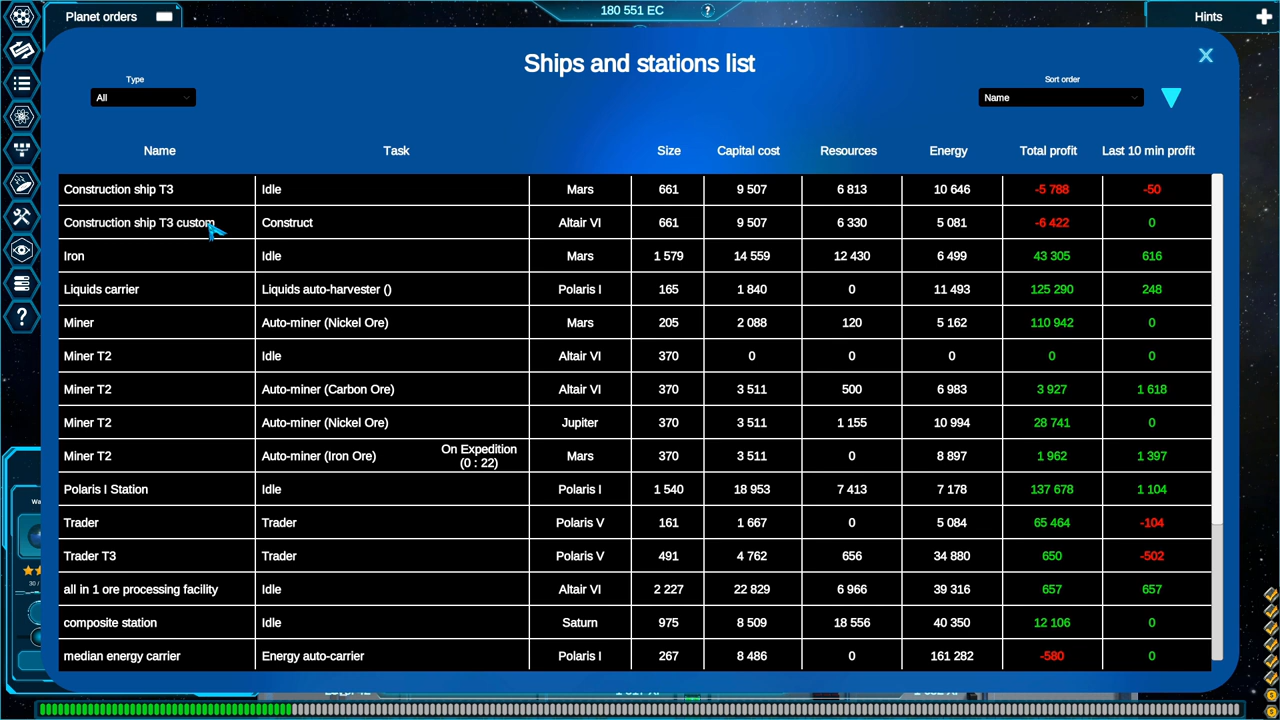 Planet orders
180 551 EC
?
Hints
Ships and stations list
X
Type
All
Sort order
Name
Name Task Size Capital cost Resources Energy Total profit Last 10 min profit
Construction ship T3 Idle Mars 661 9 507 6 813 10 646 -5 788 -50
Construction ship T3 custom Construct Altair VI 661 9 507 6 330 5 081 -6 422 0
Iron Idle Mars 1 579 14 559 12 430 6 499 43 305 616
Liquids carrier Liquids auto-harvester () Polaris I 165 1 840 0 11 493 125 290 248
Miner Auto-miner (Nickel Ore) Mars 205 2 088 120 5 162 110 942 0
Miner T2 Idle Altair VI 370 0 0 0 0 0
Miner T2 Auto-miner (Carbon Ore) Altair VI 370 3 511 500 6 983 3 927 1 618
Miner T2 Auto-miner (Nickel Ore) Jupiter 370 3 511 1 155 10 994 28 741 0
Miner T2 Auto-miner (Iron Ore) On Expedition (0 : 22) Mars 370 3 511 0 8 897 1 962 1 397
Polaris I Station Idle Polaris I 1 540 18 953 7 413 7 178 137 678 1 104
Trader Trader Polaris V 161 1 667 0 5 084 65 464 -104
Trader T3 Trader Polaris V 491 4 762 656 34 880 650 -502
all in 1 ore processing facility Idle Altair VI 2 227 22 829 6 966 39 316 657 657
composite station Idle Saturn 975 8 509 18 556 40 350 12 106 0
median energy carrier Energy auto-carrier Polaris I 267 8 486 0 161 282 -580 0
?
Wa
30 /